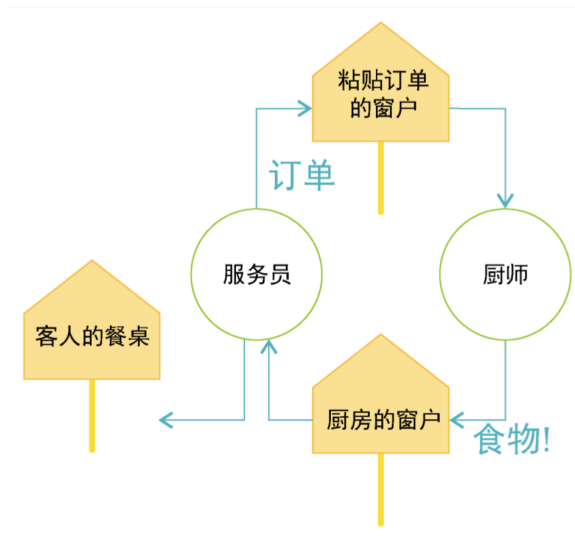 粘贴订单
的窗户
订单
服务员
厨师
客人的餐桌
厨房的窗户
食物!